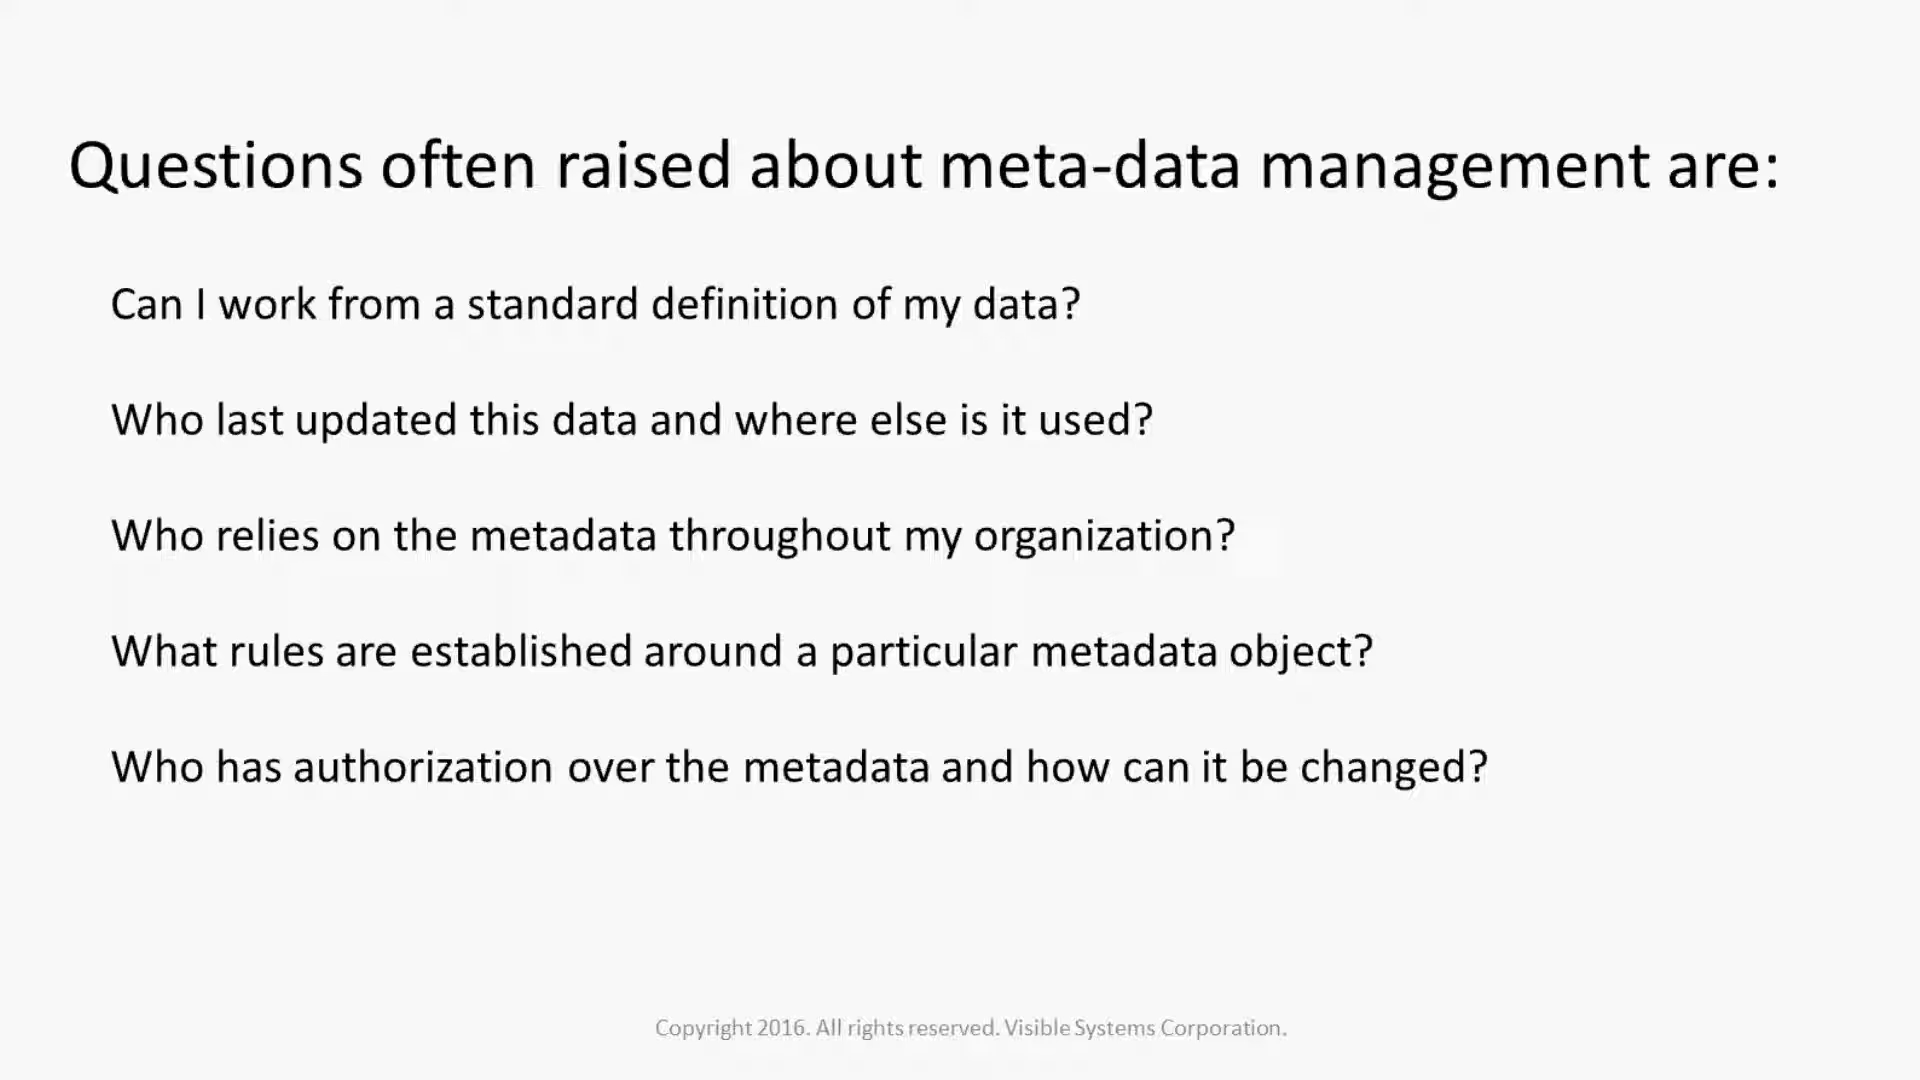 Questions often raised about meta-data management are:
Can I work from a standard definition of my data?
Who last updated this data and where else is it used?
Who relies on the metadata throughout my organization?
What rules are established around a particular metadata object?
Who has authorization over the metadata and how can it be changed?
Copyright 2016. All rights reserved. Visible Systems Corporation.